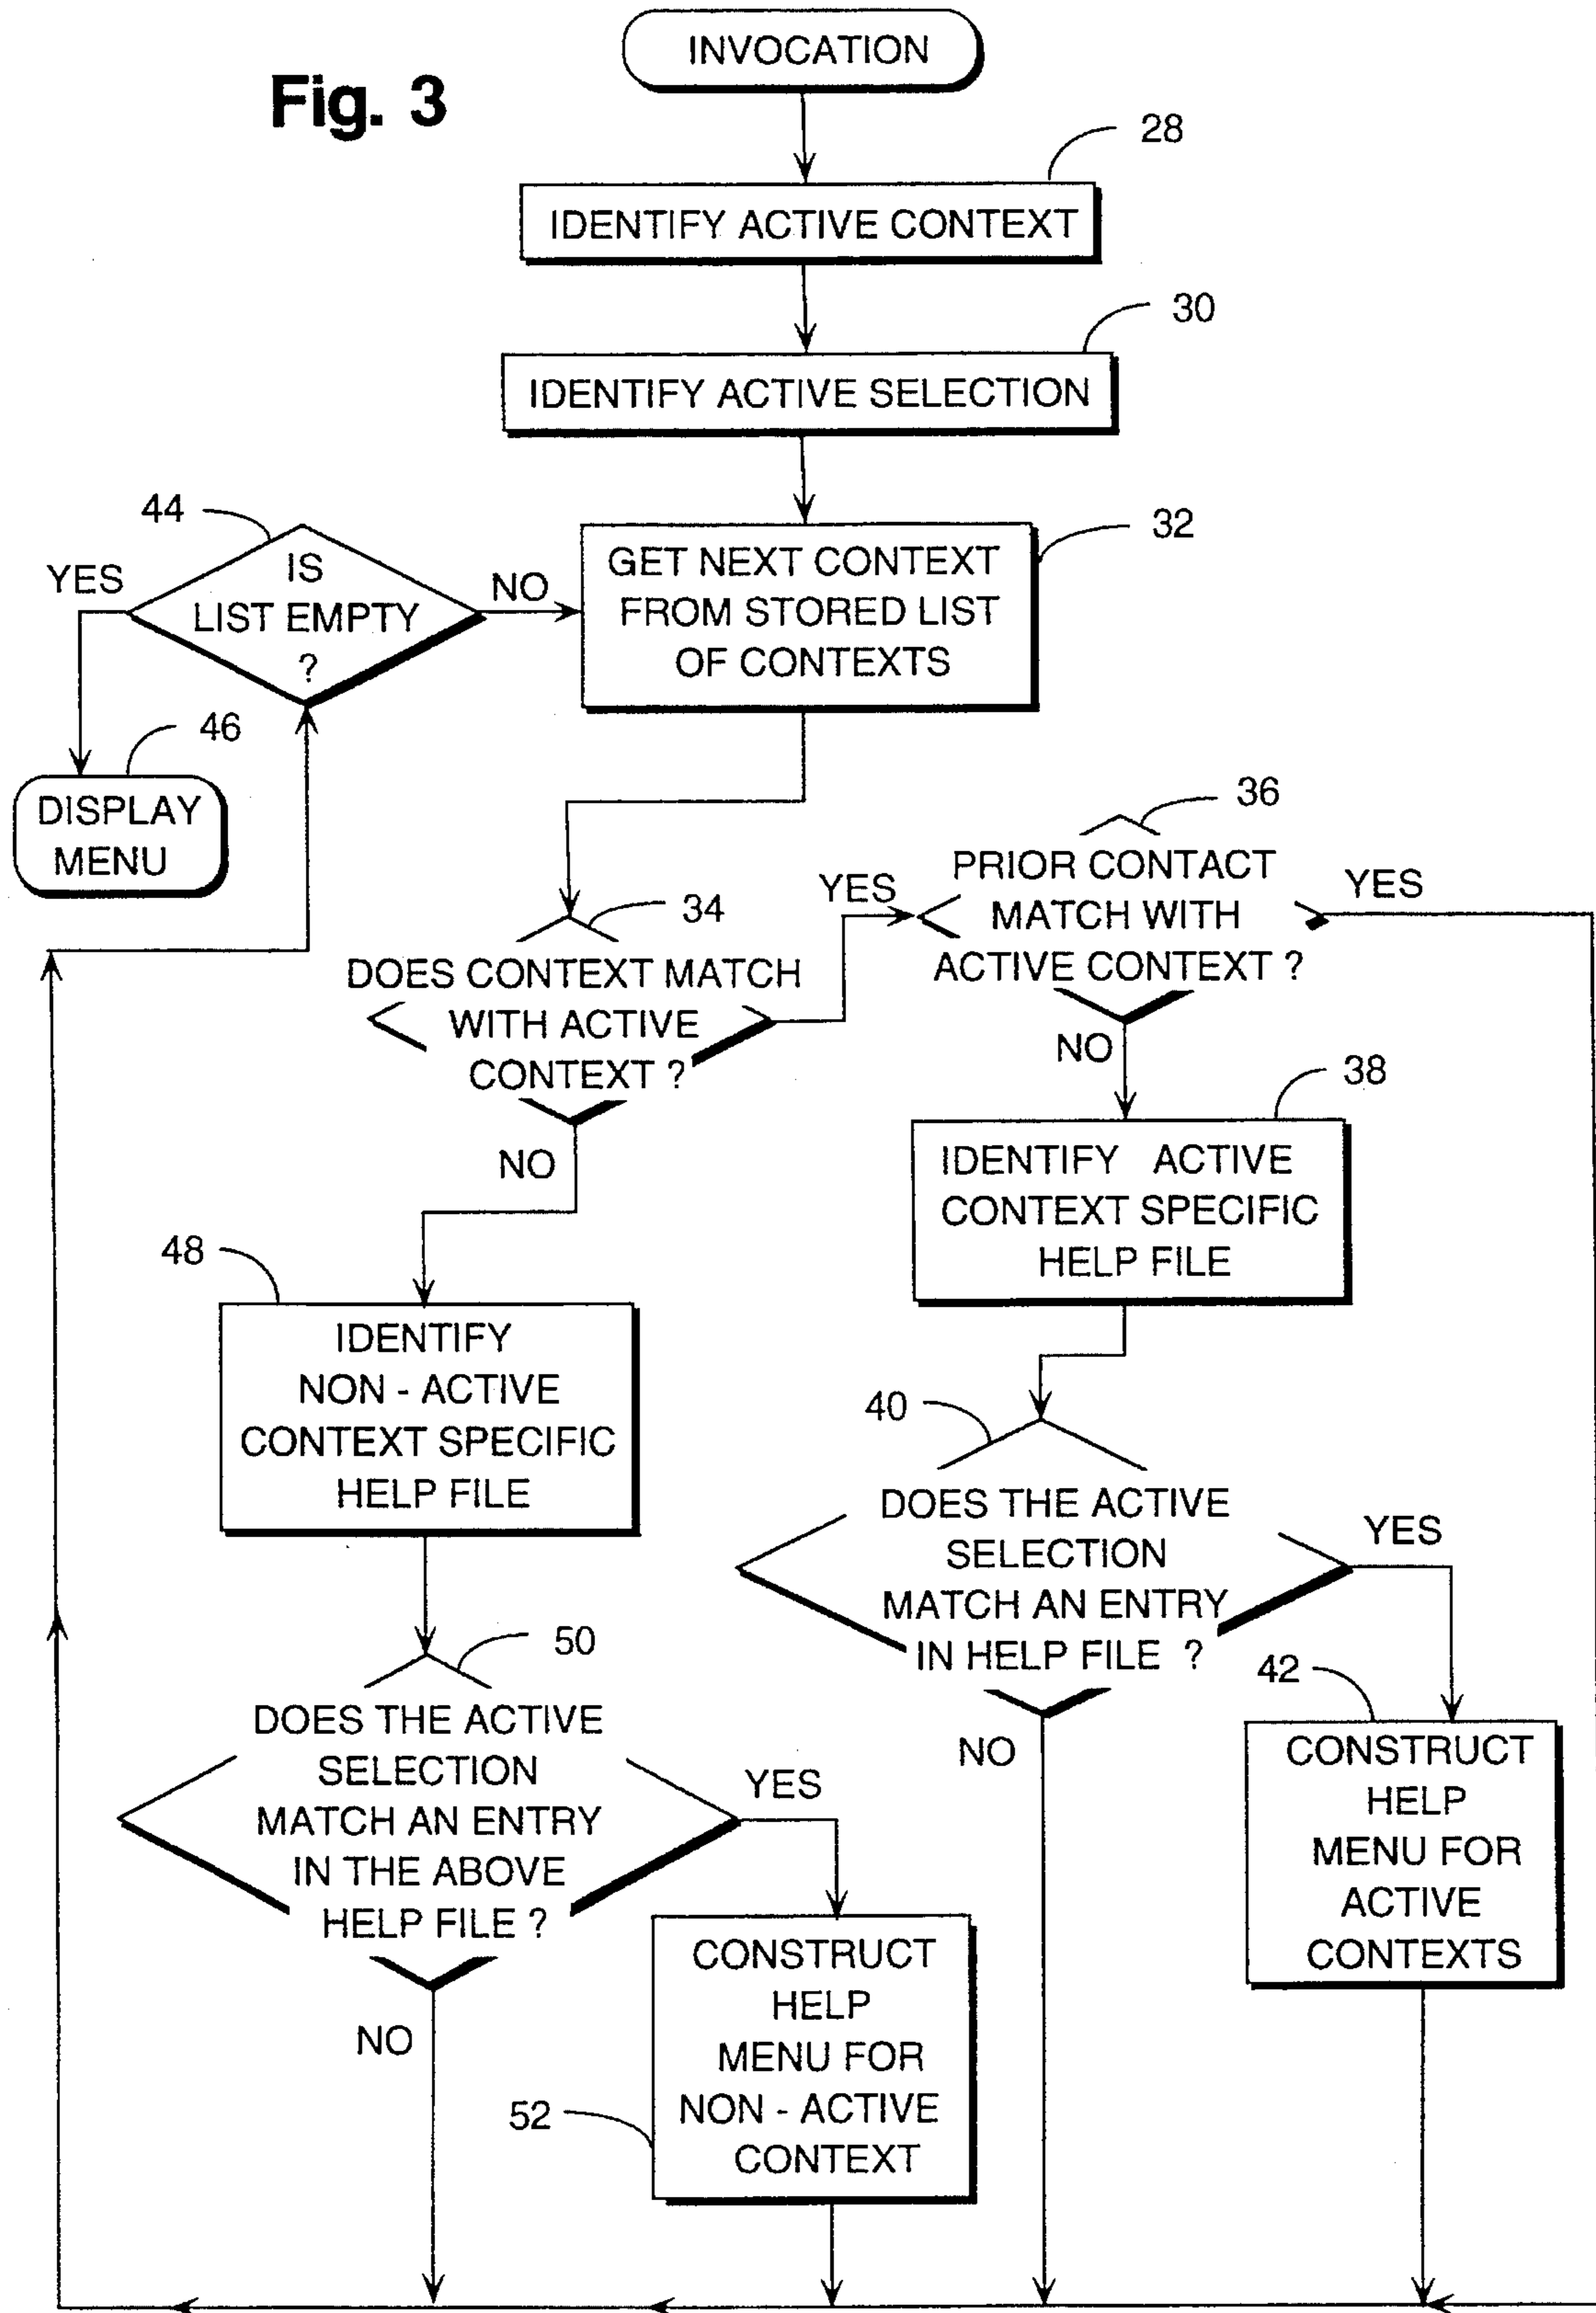 Fig. 3
INVOCATION
28
IDENTIFY ACTIVE CONTEXT
30
IDENTIFY ACTIVE SELECTION
44
IS
LIST EMPTY
?
YES
NO
32
GET NEXT CONTEXT
FROM STORED LIST
OF CONTEXTS
46
DISPLAY
MENU
34
DOES CONTEXT MATCH
WITH ACTIVE
CONTEXT ?
YES
NO
36
PRIOR CONTACT
MATCH WITH
ACTIVE CONTEXT ?
YES
NO
38
IDENTIFY ACTIVE
CONTEXT SPECIFIC
HELP FILE
48
IDENTIFY
NON - ACTIVE
CONTEXT SPECIFIC
HELP FILE
40
DOES THE ACTIVE
SELECTION
MATCH AN ENTRY
IN HELP FILE ?
YES
NO
42
CONSTRUCT
HELP
MENU FOR
ACTIVE
CONTEXTS
50
DOES THE ACTIVE
SELECTION
MATCH AN ENTRY
IN THE ABOVE
HELP FILE ?
YES
NO
52
CONSTRUCT
HELP
MENU FOR
NON - ACTIVE
CONTEXT